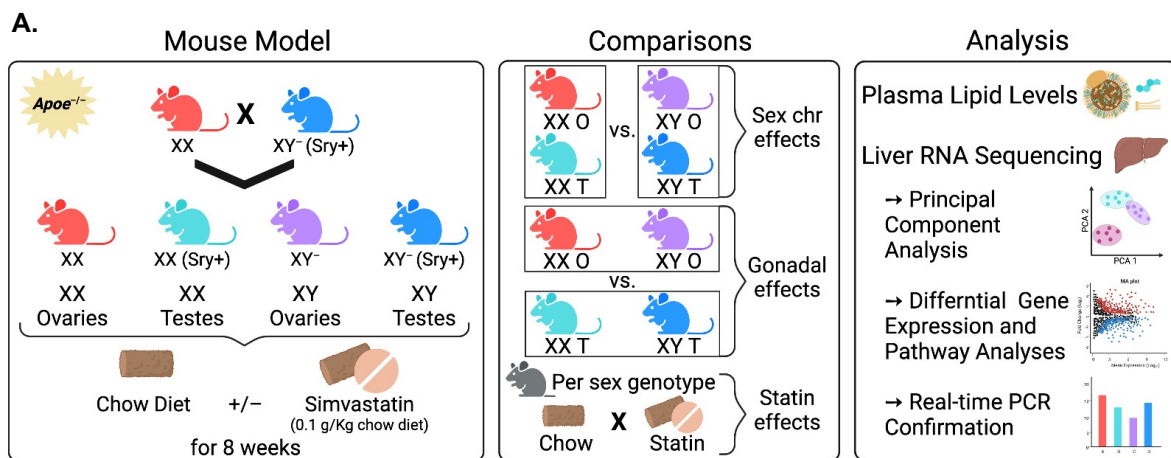 A.
Mouse Model
Apoe⁻/⁻
XX
X
XY⁻ (Sry+)
XX
XX (Sry+)
XY⁻
XY⁻ (Sry+)
XX
Ovaries
XX
Testes
XY
Ovaries
XY
Testes
Chow Diet
+/−
Simvastatin
(0.1 g/Kg chow diet)
for 8 weeks
Comparisons
XX O
XX T
vs.
XY O
XY T
Sex chr
effects
XX O
XY O
vs.
XX T
XY T
Gonadal
effects
Per sex genotype
Chow
X
Statin
Statin
effects
Analysis
Plasma Lipid Levels
Liver RNA Sequencing
→ Principal
Component
Analysis
PCA 2
PCA 1
→ Differntial Gene
Expression and
Pathway Analyses
MA plot
→ Real-time PCR
Confirmation
A B C D